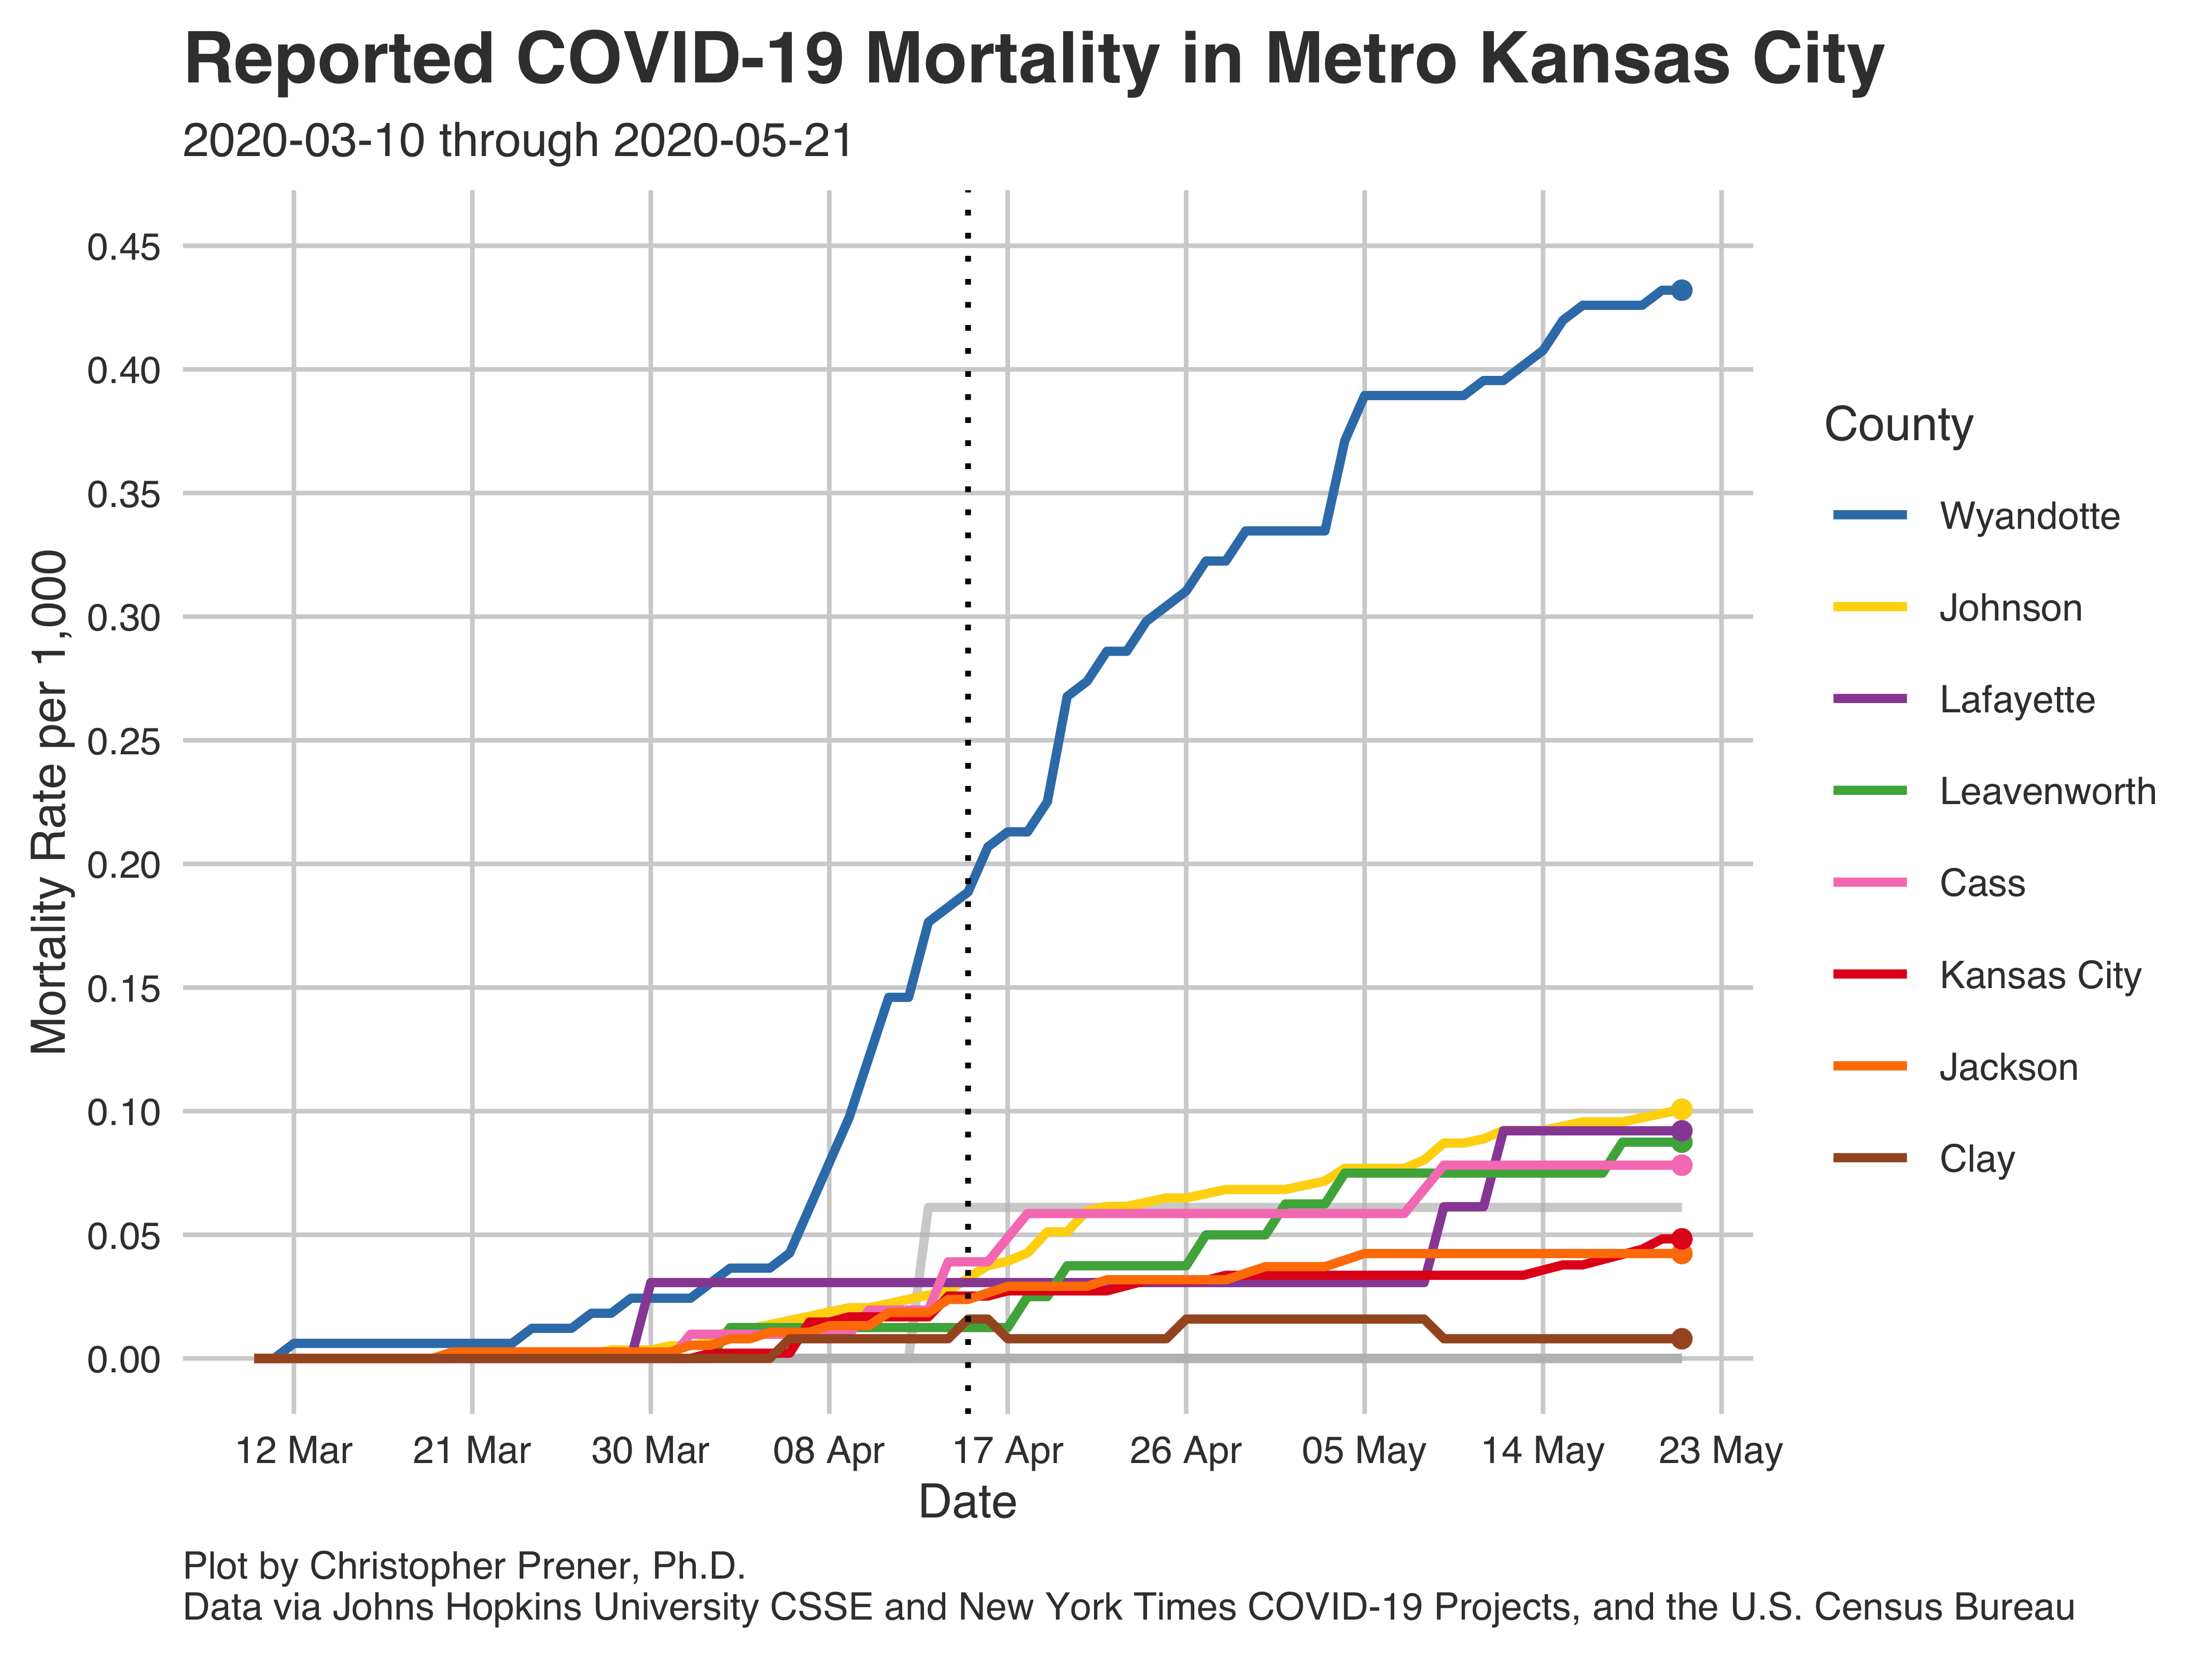 Reported COVID-19 Mortality in Metro Kansas City
2020-03-10 through 2020-05-21
Mortality Rate per 1,000
0.45
0.40
0.35
0.30
0.25
0.20
0.15
0.10
0.05
0.00
12 Mar
21 Mar
30 Mar
08 Apr
17 Apr
26 Apr
05 May
14 May
23 May
Date
County
Wyandotte
Johnson
Lafayette
Leavenworth
Cass
Kansas City
Jackson
Clay
Plot by Christopher Prener, Ph.D.
Data via Johns Hopkins University CSSE and New York Times COVID-19 Projects, and the U.S. Census Bureau